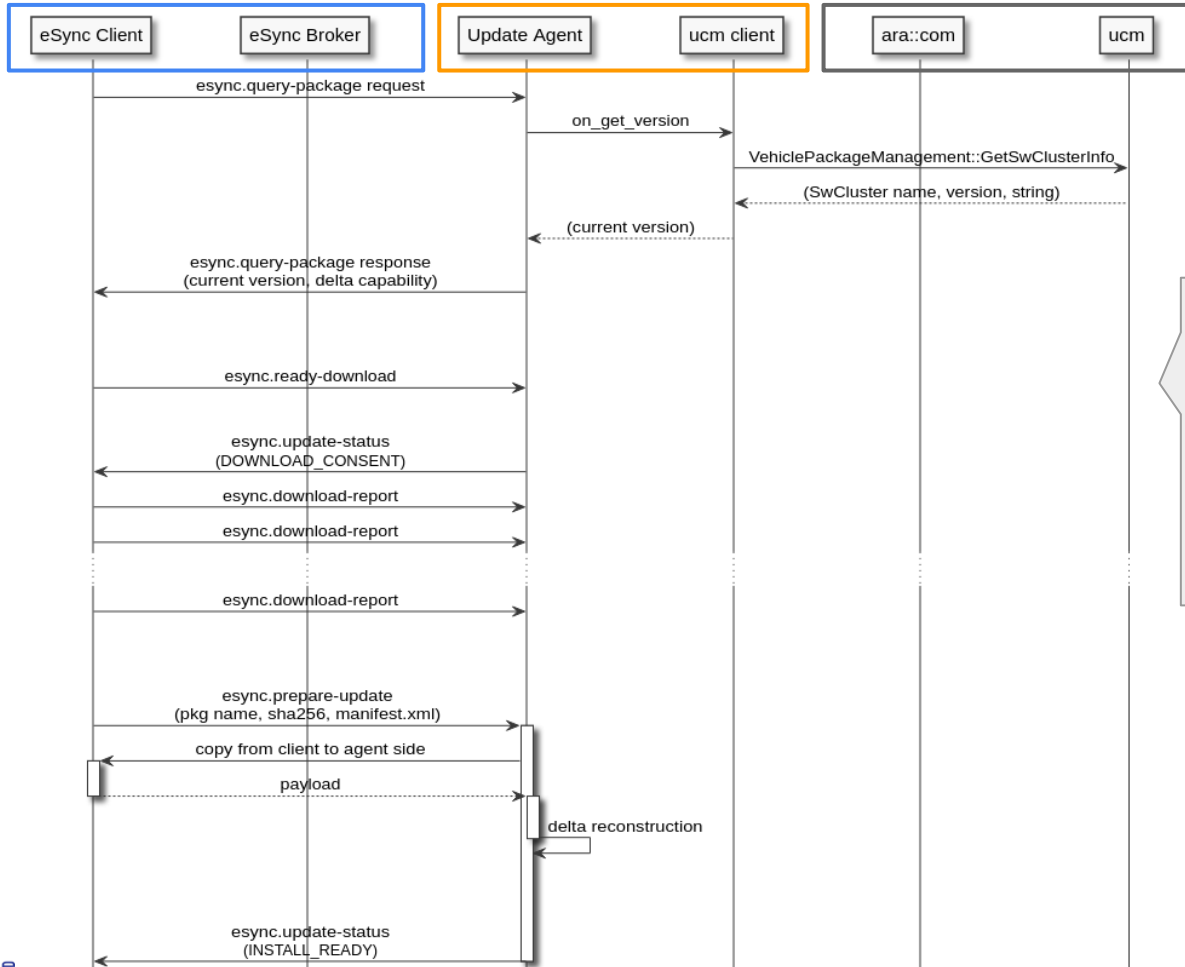 eSync Client
eSync Broker
Update Agent
ucm client
ara::com
ucm
esync.query-package request
on_get_version
VehiclePackageManagement::GetSwClusterInfo
(SwCluster name, version, string)
(current version)
esync.query-package response
(current version, delta capability)
esync.ready-download
esync.update-status
(DOWNLOAD_CONSENT)
esync.download-report
esync.download-report
esync.download-report
esync.prepare-update
(pkg name, sha256, manifest.xml)
copy from client to agent side
payload
delta reconstruction
esync.update-status
(INSTALL_READY)